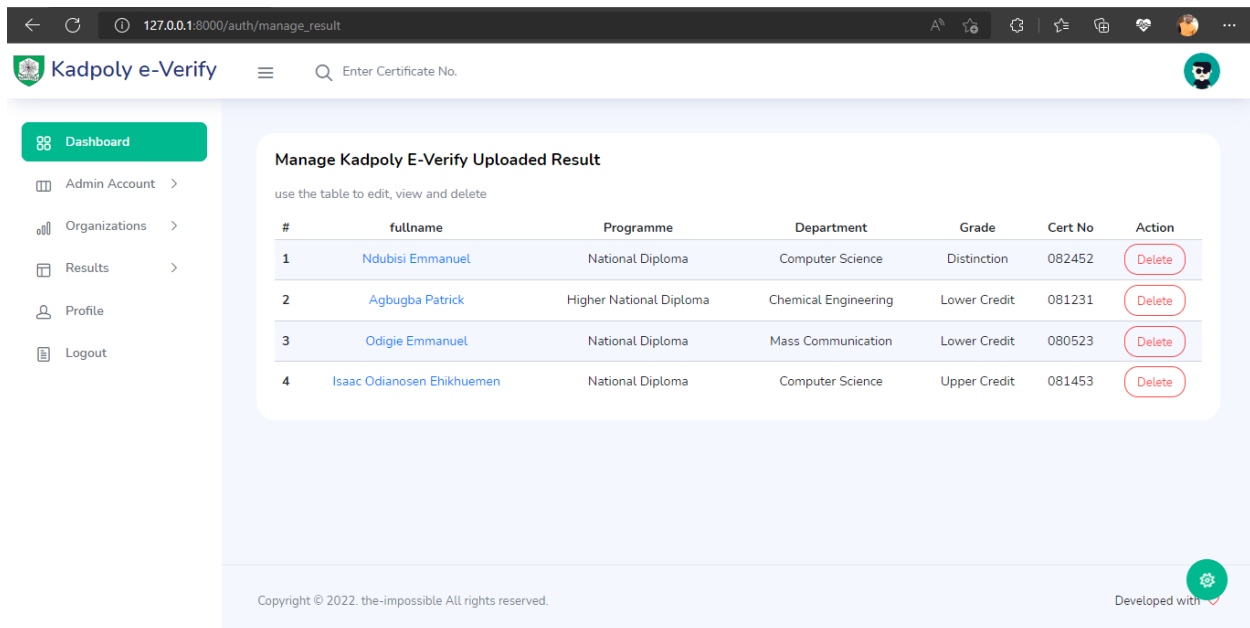 127.0.0.1:8000/auth/manage_result
Kadpoly e-Verify
Enter Certificate No.
Dashboard
Admin Account
Organizations
Results
Profile
Logout
Manage Kadpoly E-Verify Uploaded Result
use the table to edit, view and delete
# fullname Programme Department Grade Cert No Action
1 Ndubisi Emmanuel National Diploma Computer Science Distinction 082452 Delete
2 Agbugba Patrick Higher National Diploma Chemical Engineering Lower Credit 081231 Delete
3 Odigie Emmanuel National Diploma Mass Communication Lower Credit 080523 Delete
4 Isaac Odianosen Ehikhuemen National Diploma Computer Science Upper Credit 081453 Delete
Copyright © 2022. the-impossible All rights reserved. Developed with